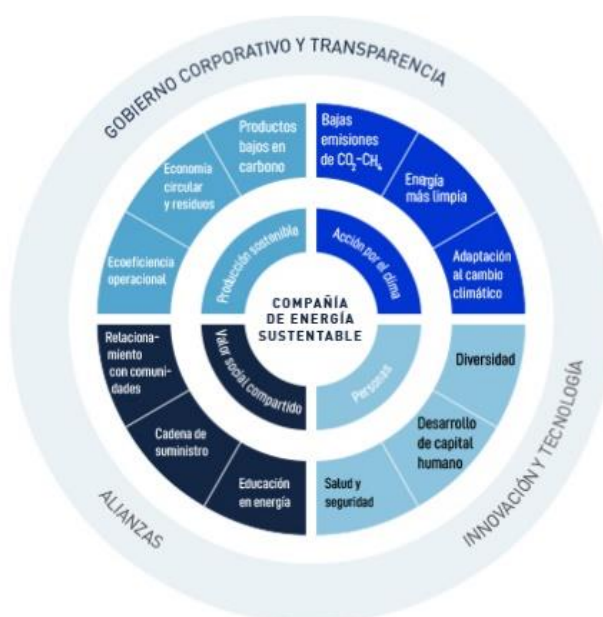 GOBIERNO CORPORATIVO Y TRANSPARENCIA
Productos
bajos en
carbono
Economía
circular
y residuos
Ecoeficiencia
operacional
Producción sostenible
Bajas
emisiones
de CO₂-CH₄
Energía
más limpia
Adaptación
al cambio
climático
Acción por el clima
COMPAÑÍA
DE ENERGÍA
SUSTENTABLE
Relaciona-
miento
con comuni-
dades
Cadena de
suministro
Educación
en energía
Valor social compartido
Personas
Diversidad
Desarrollo
de capital
humano
Salud y
seguridad
ALIANZAS
INNOVACIÓN Y TECNOLOGÍA